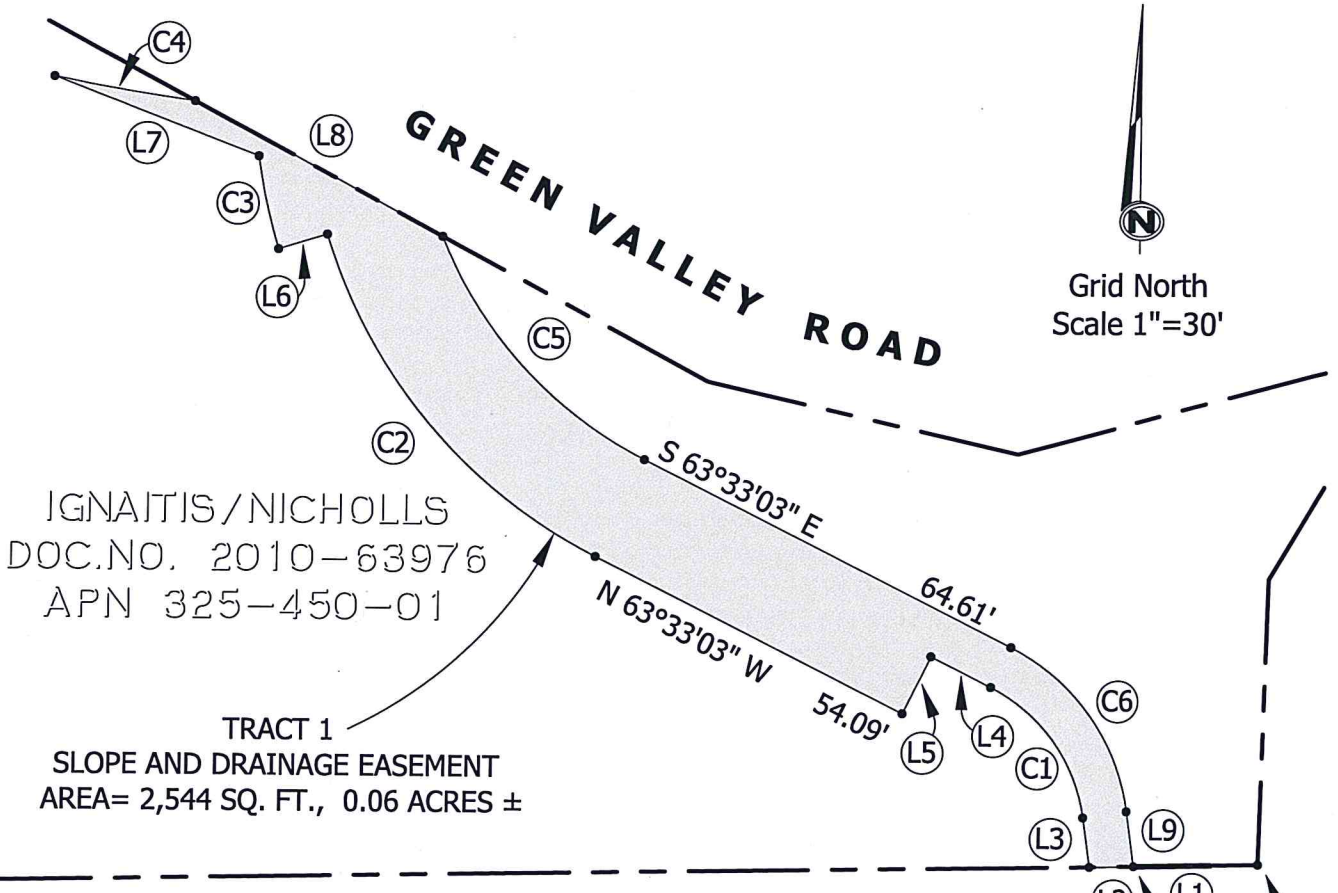 C4
L7
L8
GREEN VALLEY ROAD
N
Grid North
Scale 1"=30'
C3
L6
C5
C2
S 63°33'03" E
64.61'
IGNAITIS/NICHOLLS
DOC.NO. 2010-63976
APN 325-450-01
N 63°33'03" W
54.09'
L5
L4
C6
C1
TRACT 1
SLOPE AND DRAINAGE EASEMENT
AREA= 2,544 SQ. FT., 0.06 ACRES ±
L3
L9
L2
L1